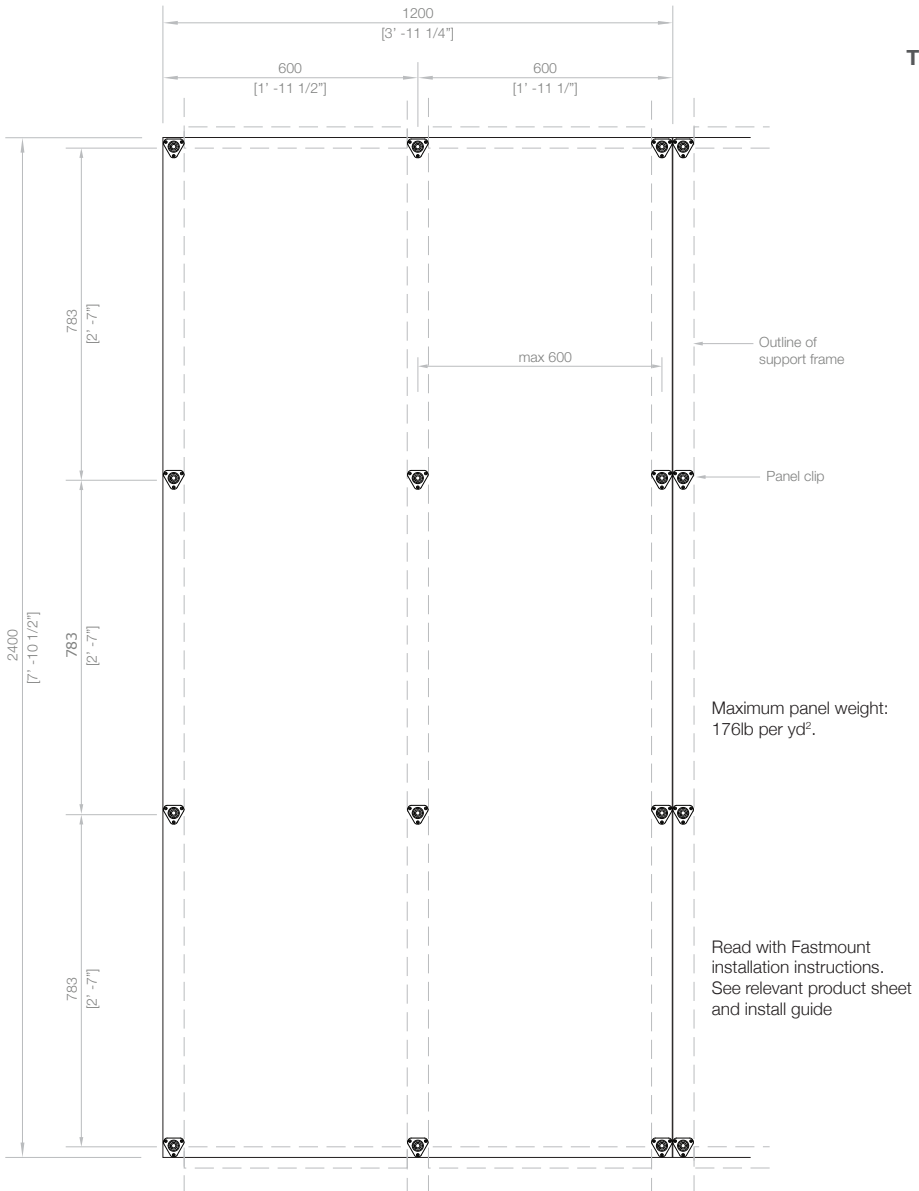 1200
[3' -11 1/4"]
T
600
[1' -11 1/2"]
600
[1' -11 1/"]
783
[2' -7"]
Outline of
support frame
max 600
Panel clip
2400
[7' -10 1/2"]
783
[2' -7"]
Maximum panel weight:
176lb per yd².
783
[2' -7"]
Read with Fastmount
installation instructions.
See relevant product sheet
and install guide